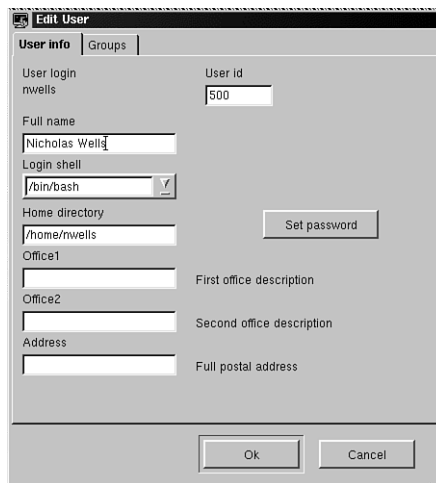 Edit User
User info Groups
User login User id
nwells
500
Full name
Nicholas Wells
Login shell
/bin/bash
Home directory
/home/nwells
Set password
Office1
First office description
Office2
Second office description
Address
Full postal address
Ok Cancel